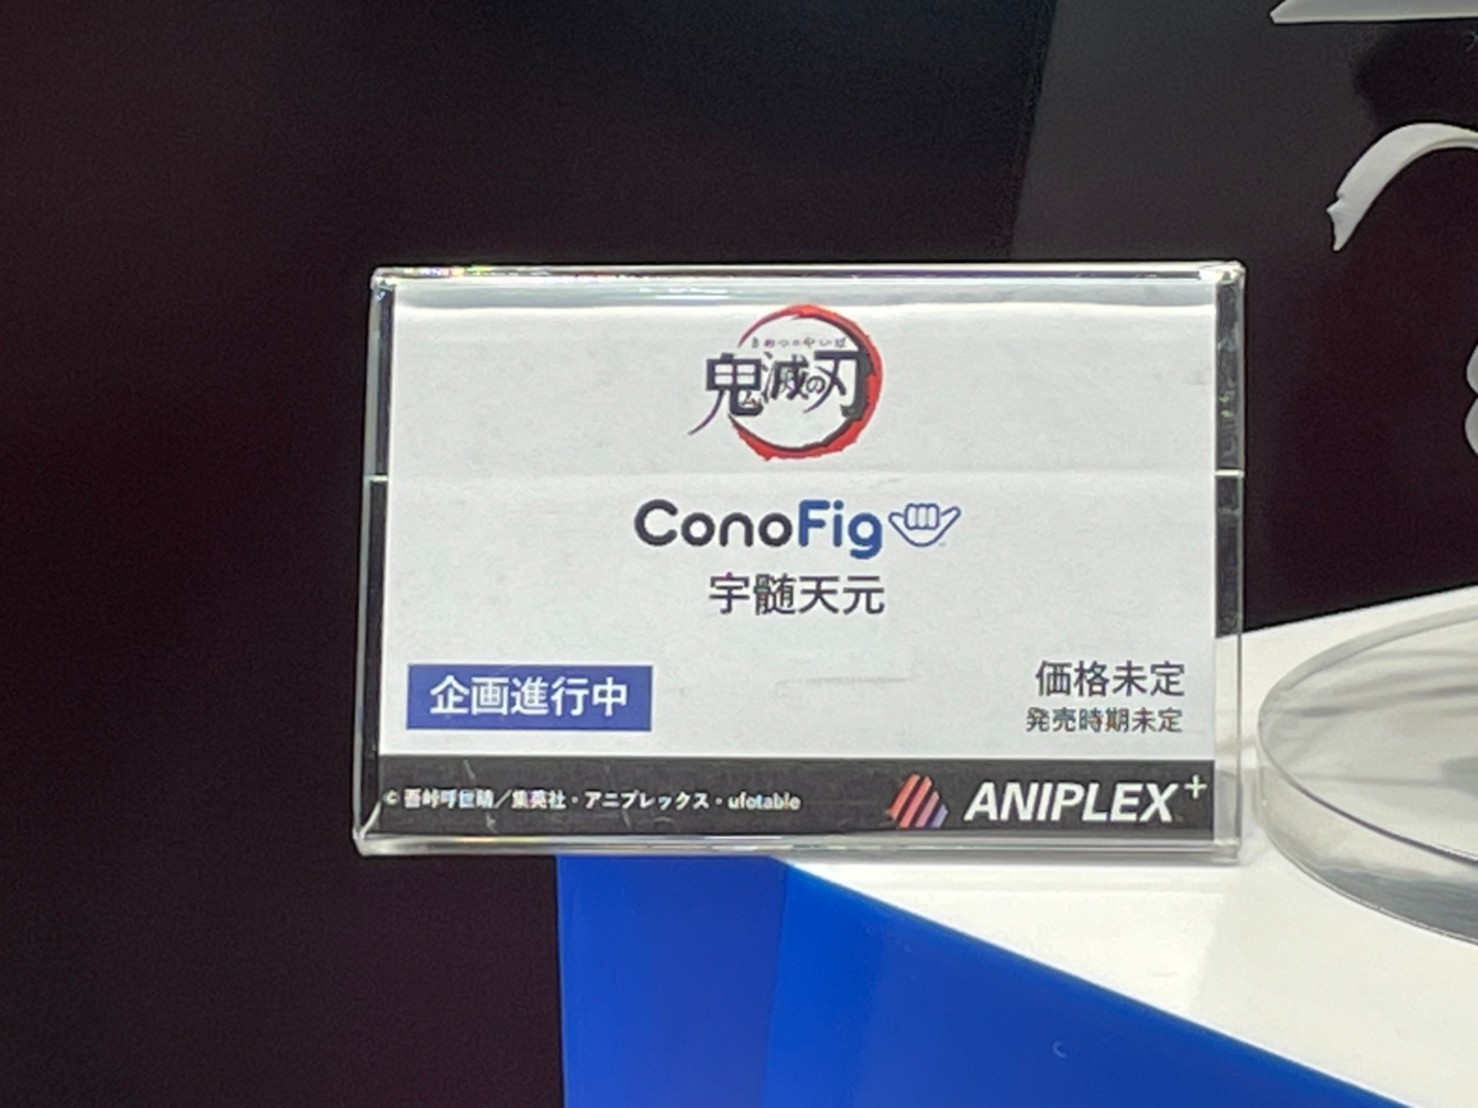 きめつのやいば
鬼滅の刃
ConoFig
宇髄天元
企画進行中
価格未定
発売時期未定
© 吾峠呼世晴／集英社・アニプレックス・ufotable
ANIPLEX+